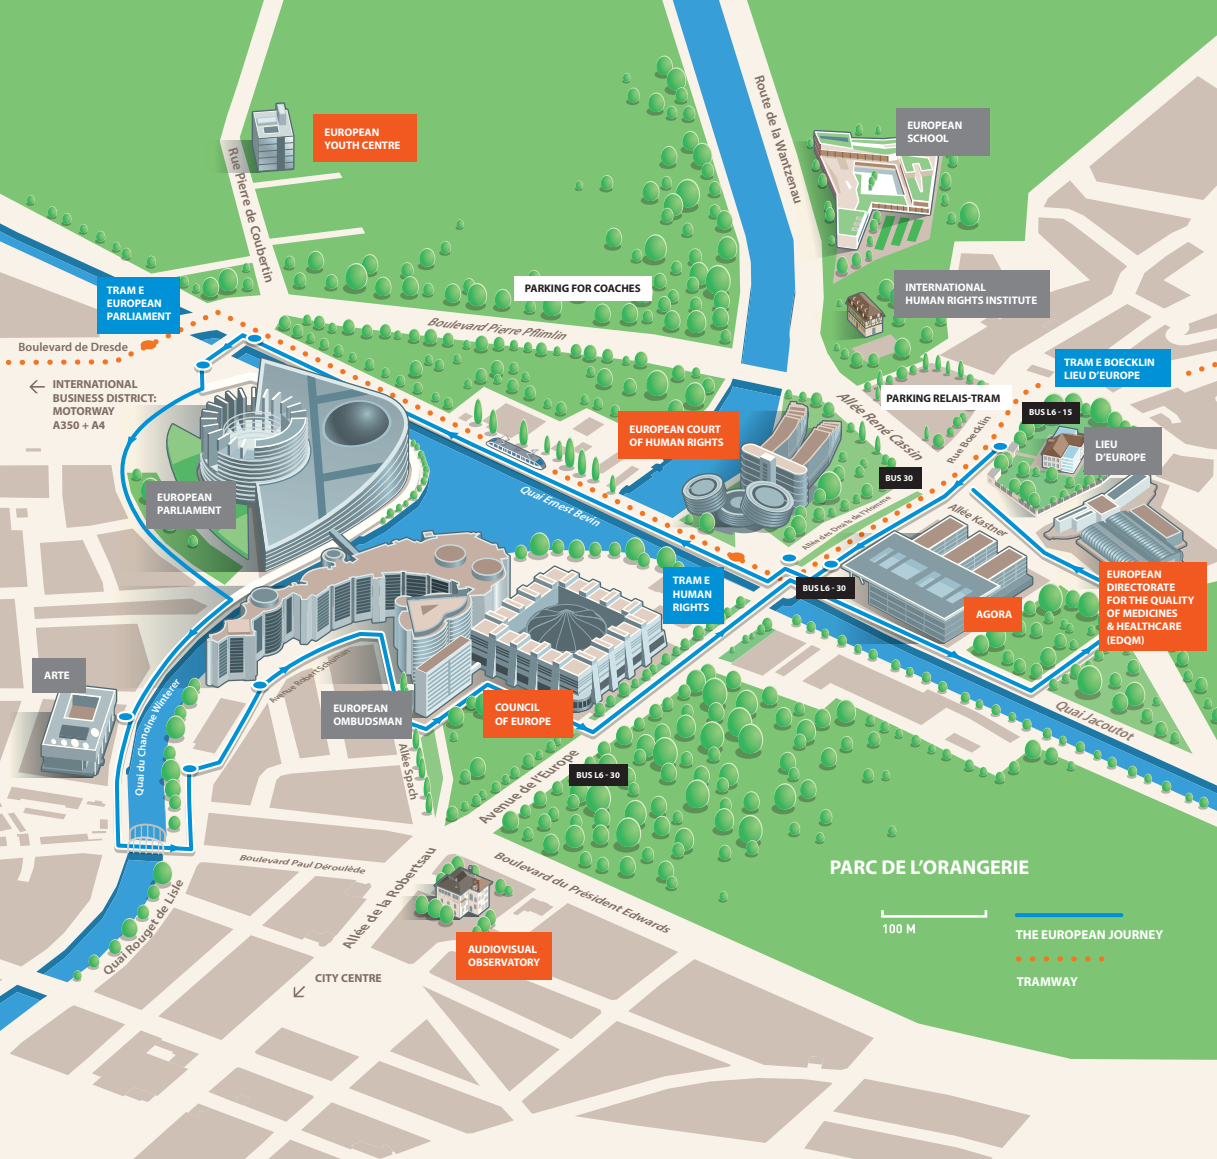 EUROPEAN
YOUTH CENTRE
Rue Pierre de Coubertin
Route de la Wantzenau
EUROPEAN
SCHOOL
TRAM E
EUROPEAN
PARLIAMENT
PARKING FOR COACHES
INTERNATIONAL
HUMAN RIGHTS INSTITUTE
Boulevard Pierre Pflimlin
Boulevard de Dresde
INTERNATIONAL
BUSINESS DISTRICT:
MOTORWAY
A350 + A4
TRAM E BOECKLIN
LIEU D'EUROPE
PARKING RELAIS-TRAM
BUS L6 - 15
Allée René Cassin
Rue Boecklin
EUROPEAN COURT
OF HUMAN RIGHTS
LIEU
D'EUROPE
BUS 30
EUROPEAN
PARLIAMENT
Quai Ernest Bevin
Allée des Droits de l'Homme
Allée Kastner
TRAM E
HUMAN
RIGHTS
BUS L6 - 30
AGORA
EUROPEAN
DIRECTORATE
FOR THE QUALITY
OF MEDICINES
& HEALTHCARE
(EDQM)
ARTE
Avenue Robert Schuman
Quai du Chanoine Winterer
EUROPEAN
OMBUDSMAN
COUNCIL
OF EUROPE
Quai Jacoutot
Allée Spach
Avenue de l'Europe
BUS L6 - 30
Boulevard Paul Déroulède
Allée de la Robertsau
Boulevard du Président Edwards
PARC DE L'ORANGERIE
Quai Rouget de Lisle
100 M
THE EUROPEAN JOURNEY
TRAMWAY
AUDIOVISUAL
OBSERVATORY
CITY CENTRE